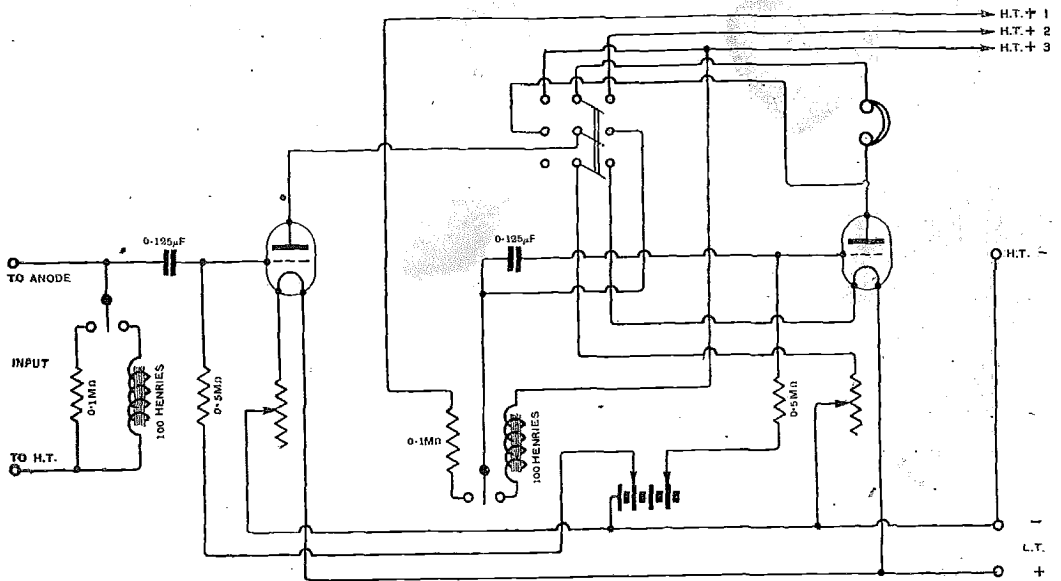 H.T.+ 1
H.T.+ 2
H.T.+ 3
0·125µF
0·125µF
H.T. -
TO ANODE
INPUT
0·1MΩ
100 HENRIES
0·5MΩ
0·5MΩ
0·1MΩ
100 HENRIES
TO H.T.
-
L.T.
+